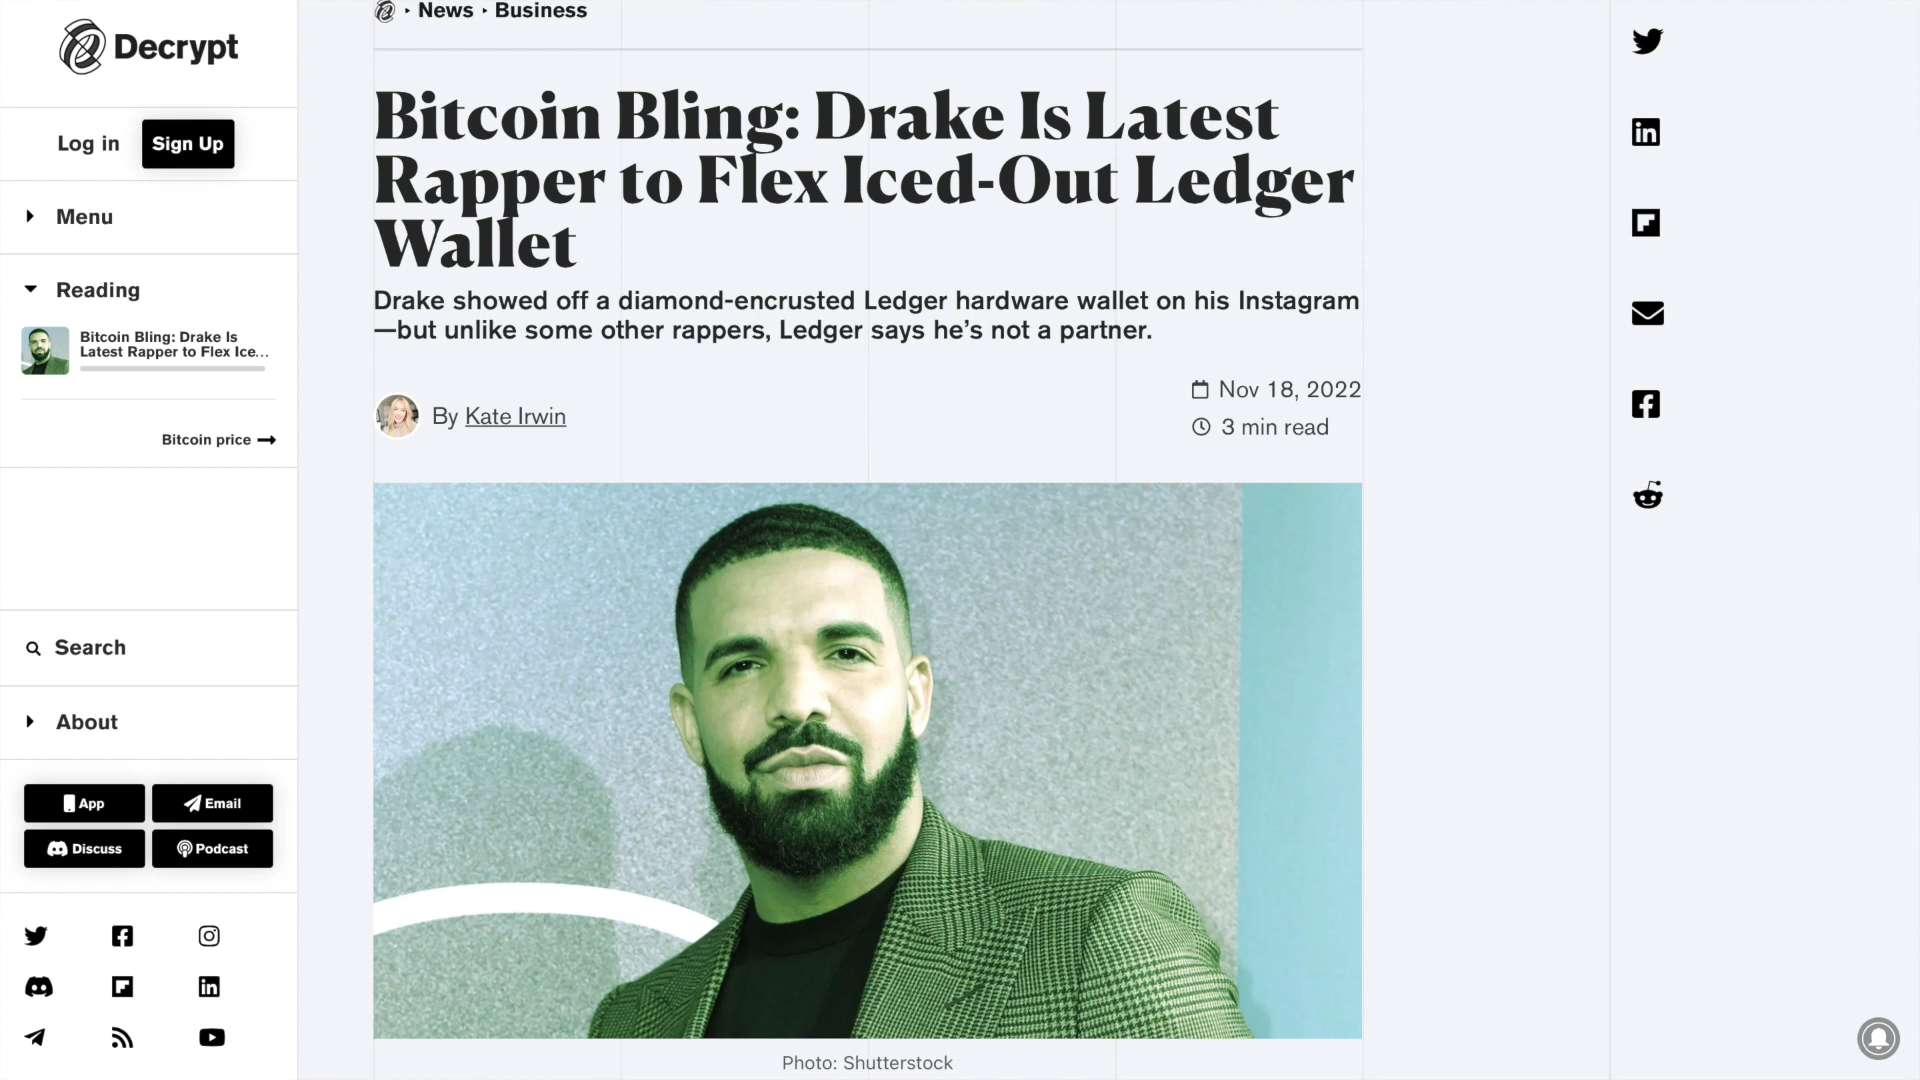 Decrypt
Log in
Sign Up
Menu
Reading
Bitcoin Bling: Drake Is
Latest Rapper to Flex Ice...
Bitcoin price
Search
About
App
Email
Discuss
Podcast
News
Business
Bitcoin Bling: Drake Is Latest
Rapper to Flex Iced-Out Ledger
Wallet
Drake showed off a diamond-encrusted Ledger hardware wallet on his Instagram
—but unlike some other rappers, Ledger says he’s not a partner.
By Kate Irwin
Nov 18, 2022
3 min read
Photo: Shutterstock